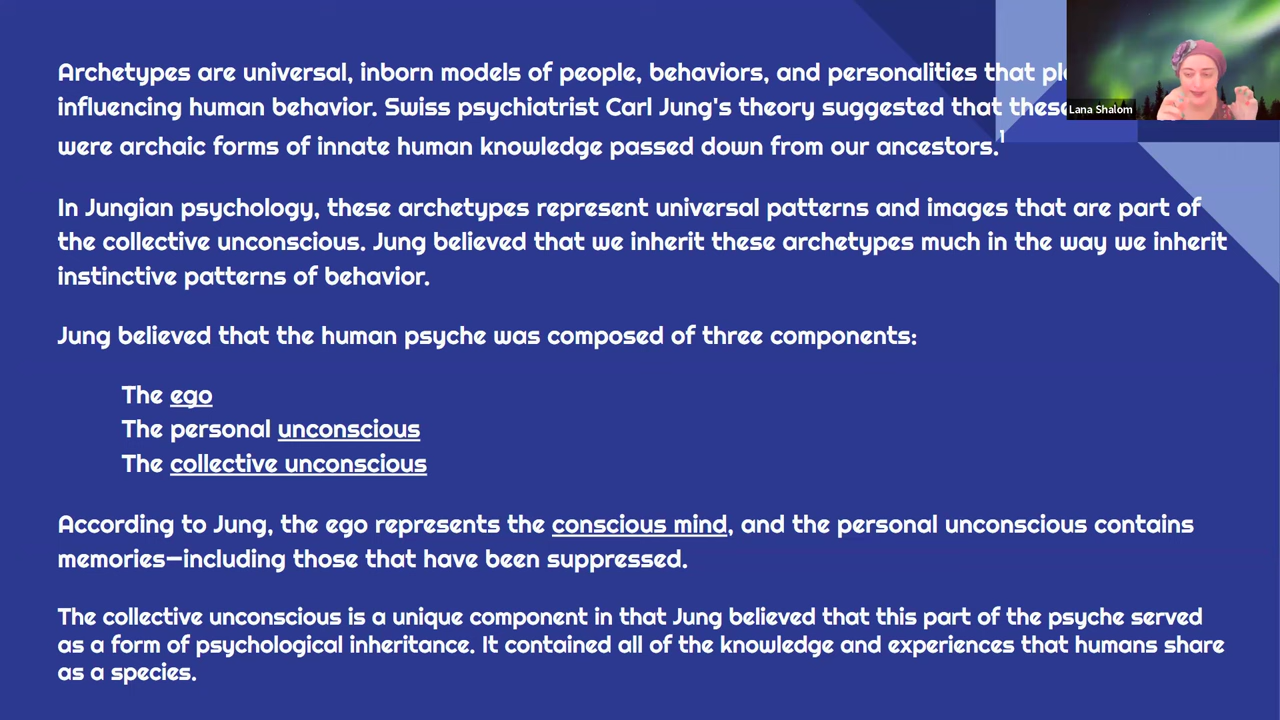 Archetypes are universal, inborn models of people, behaviors, and personalities that
influencing human behavior. Swiss psychiatrist Carl Jung's theory suggested that these
Lana Shalom
were archaic forms of innate human knowledge passed down from our ancestors.1
In Jungian psychology, these archetypes represent universal patterns and images that are part of
the collective unconscious. Jung believed that we inherit these archetypes much in the way we inherit
instinctive patterns of behavior.
Jung believed that the human psyche was composed of three components:
The ego
The personal unconscious
The collective unconscious
According to Jung, the ego represents the conscious mind, and the personal unconscious contains
memories—including those that have been suppressed.
The collective unconscious is a unique component in that Jung believed that this part of the psyche served
as a form of psychological inheritance. It contained all of the knowledge and experiences that humans share
as a species.